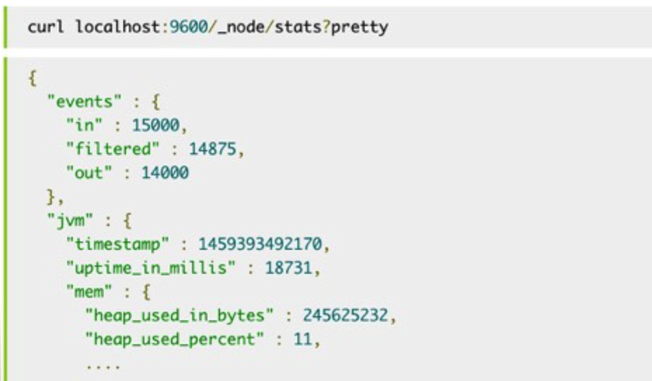 curl localhost:9600/_node/stats?pretty
{
"events" : {
"in" : 15000,
"filtered" : 14875,
"out" : 14000
},
"jvm" : {
"timestamp" : 1459393492170,
"uptime_in_millis" : 18731,
"mem" : {
"heap_used_in_bytes" : 245625232,
"heap_used_percent" : 11,
....